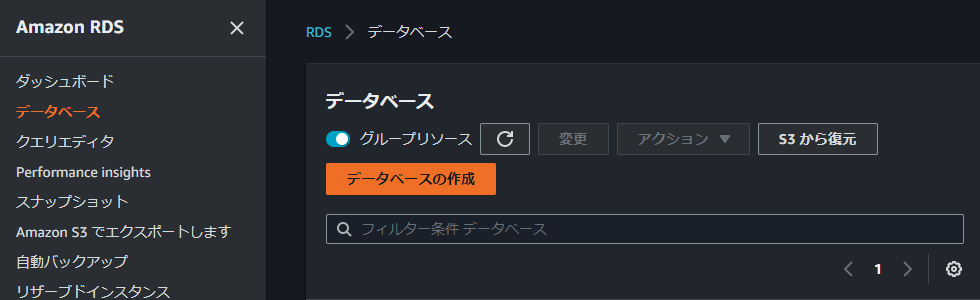 Amazon RDS
ダッシュボード
データベース
クエリエディタ
Performance insights
スナップショット
Amazon S3 でエクスポートします
自動バックアップ
リザーブドインスタンス
RDS > データベース
データベース
グループリソース 変更 アクション S3 から復元
データベースの作成
フィルター条件 データベース
1